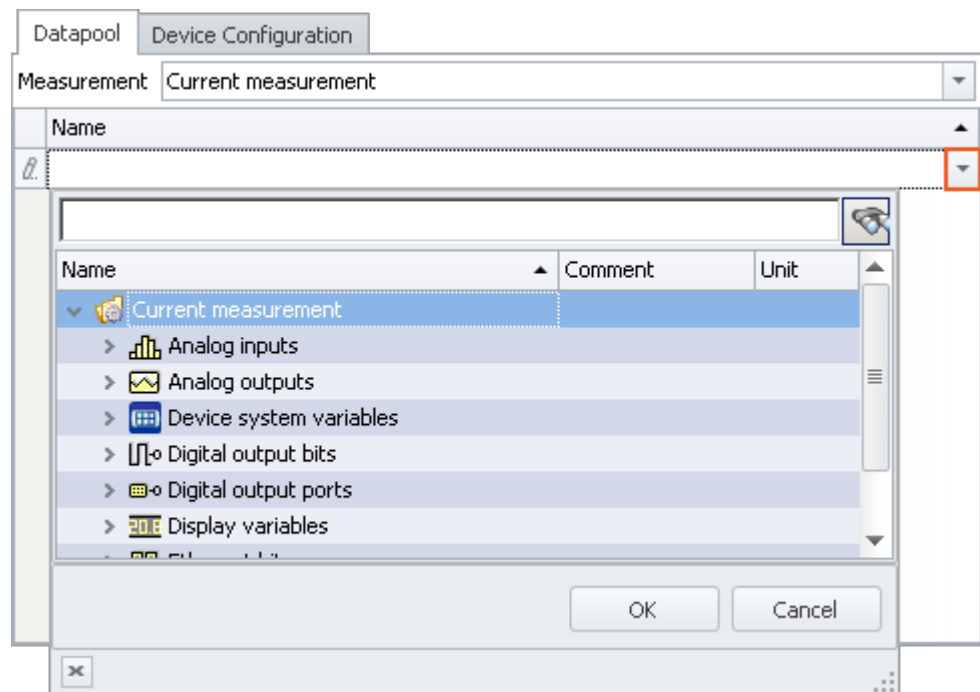 Datapool Device Configuration
Measurement Current measurement
Name
Name Comment Unit
Current measurement
Analog inputs
Analog outputs
Device system variables
Digital output bits
Digital output ports
Display variables
OK Cancel